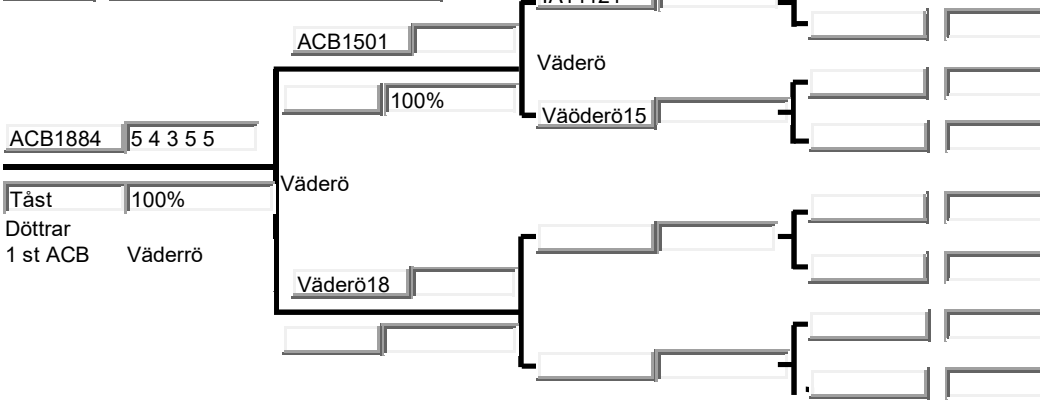 ACB1501
Väderö
100%
Väöderö15
ACB1884 5 4 3 5 5
Väderö
Tåst 100%
Döttrar
1 st ACB Väderrö
Väderö18